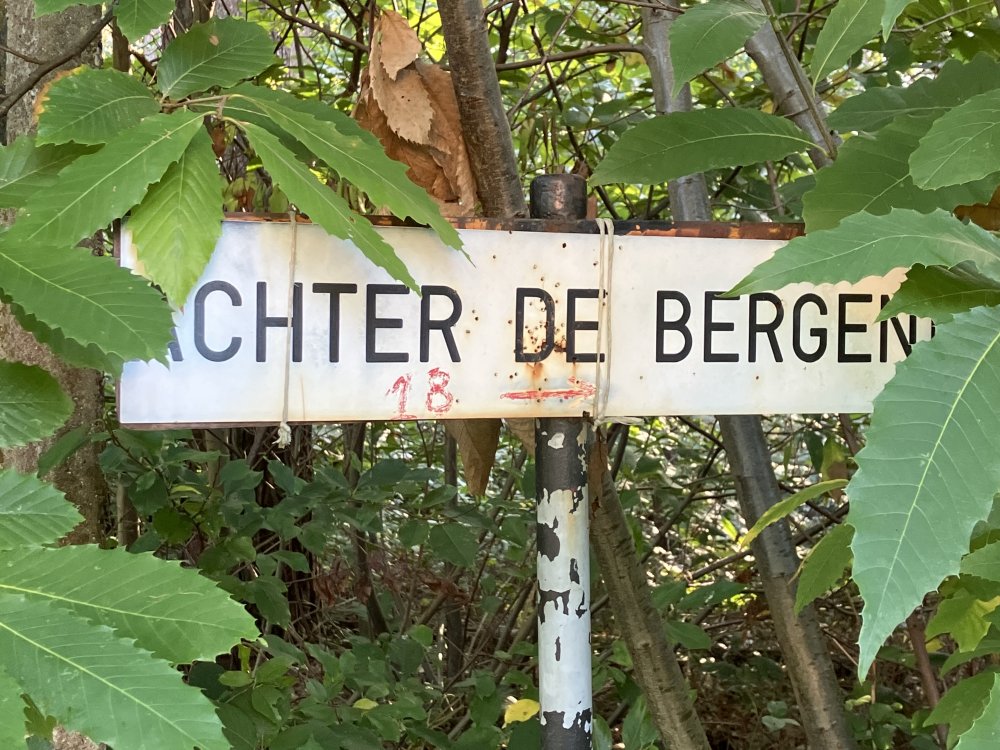 ACHTER DE BERGEN
18 →